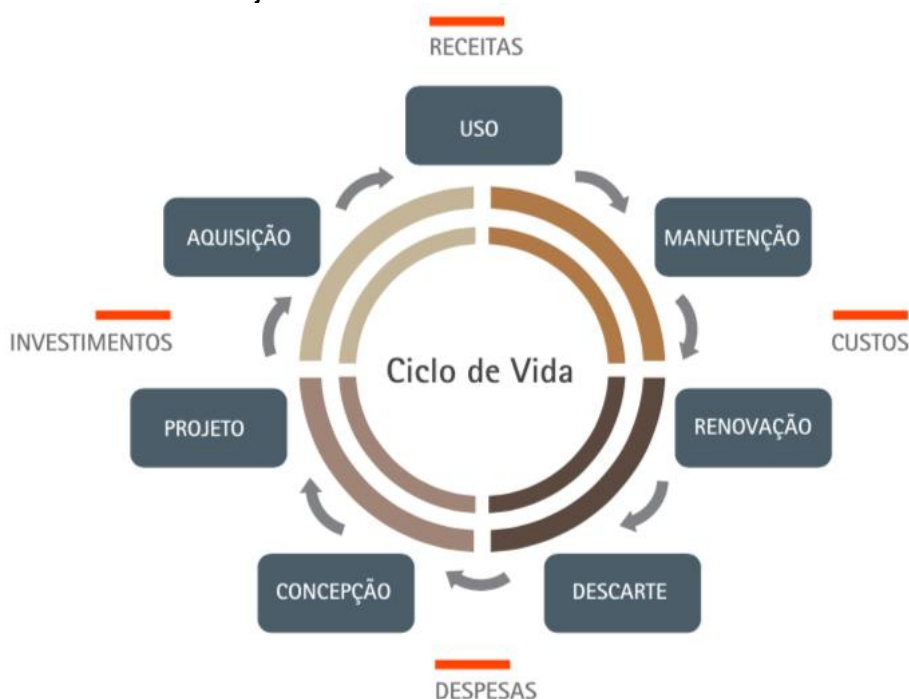 RECEITAS
USO
AQUISIÇÃO
MANUTENÇÃO
INVESTIMENTOS
CUSTOS
Ciclo de Vida
PROJETO
RENOVAÇÃO
CONCEPÇÃO
DESCARTE
DESPESAS